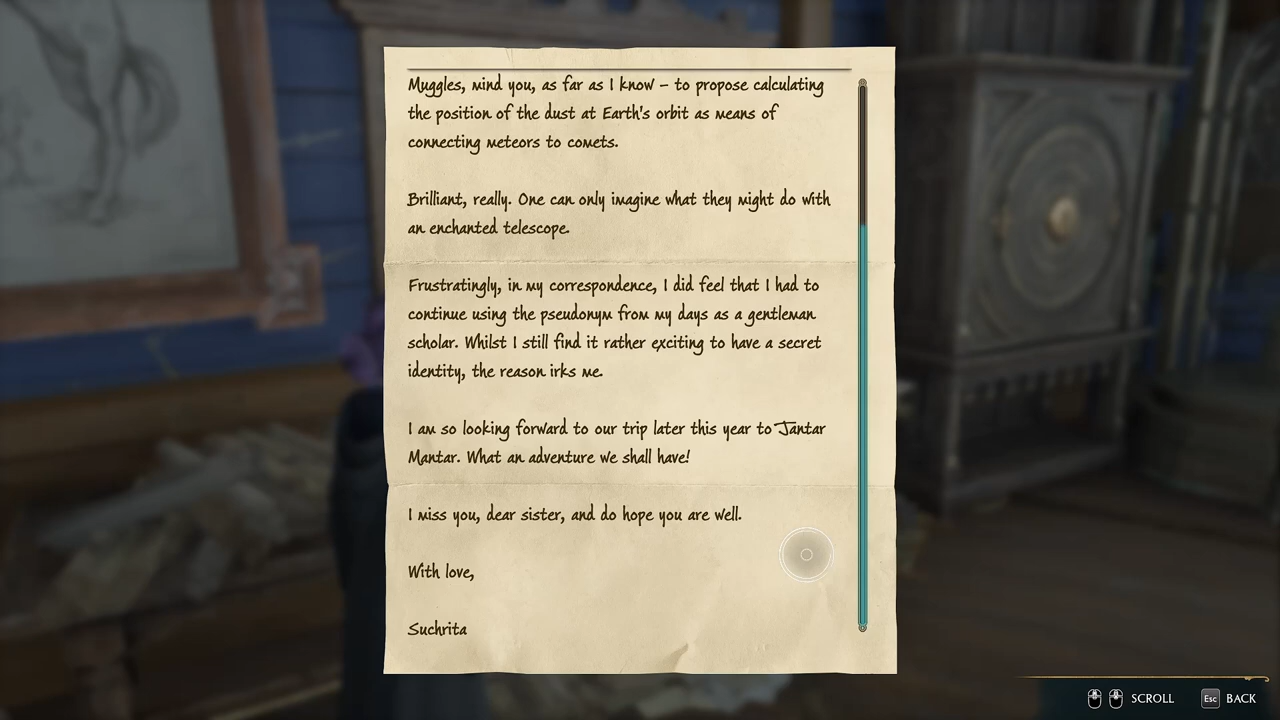 Muggles, mind you, as far as I know – to propose calculating
the position of the dust at Earth's orbit as means of
connecting meteors to comets.
Brilliant, really. One can only imagine what they might do with
an enchanted telescope.
Frustratingly, in my correspondence, I did feel that I had to
continue using the pseudonym from my days as a gentleman
scholar. Whilst I still find it rather exciting to have a secret
identity, the reason irks me.
I am so looking forward to our trip later this year to Jantar
Mantar. What an adventure we shall have!
I miss you, dear sister, and do hope you are well.
With love,
Suchrita
SCROLL Esc BACK